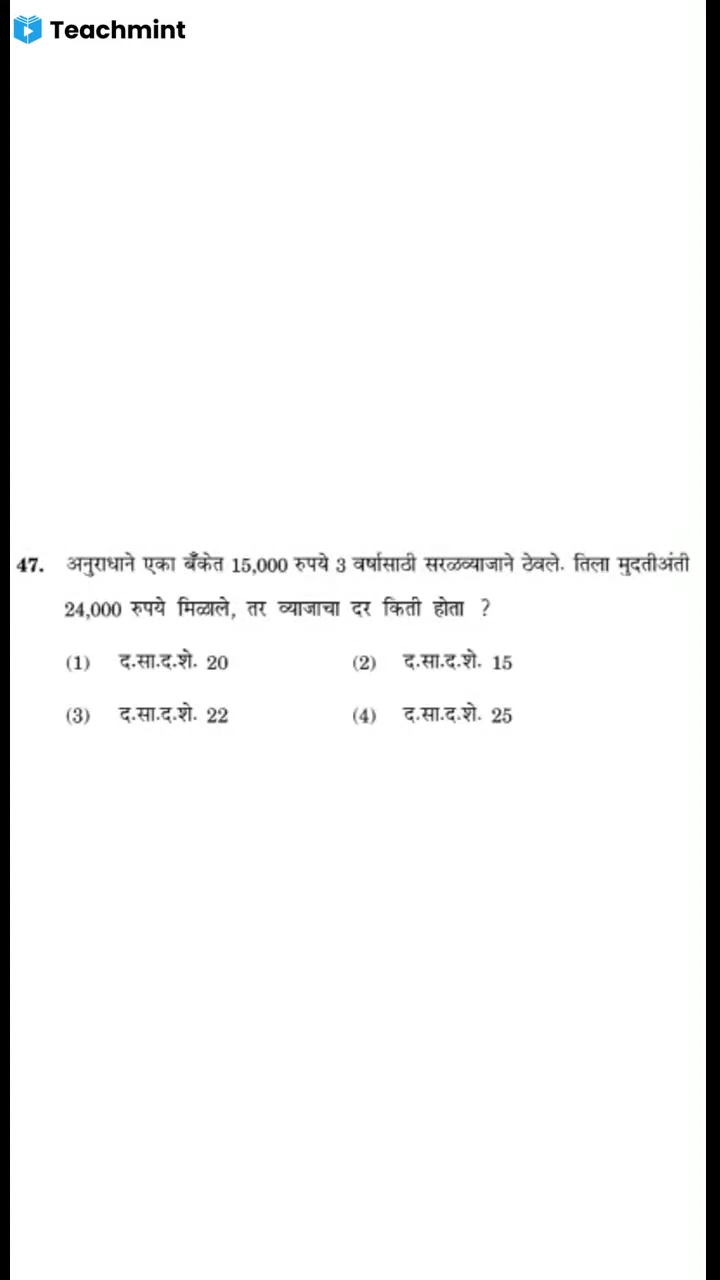 Teachmint
47. अनुराधाने एका बँकेत 15,000 रुपये 3 वर्षासाठी सरळव्याजाने ठेवले. तिला मुदतीअंती
24,000 रुपये मिळाले, तर व्याजाचा दर किती होता ?
(1) द.सा.द.शे. 20 (2) द.सा.द.शे. 15
(3) द.सा.द.शे. 22 (4) द.सा.द.शे. 25